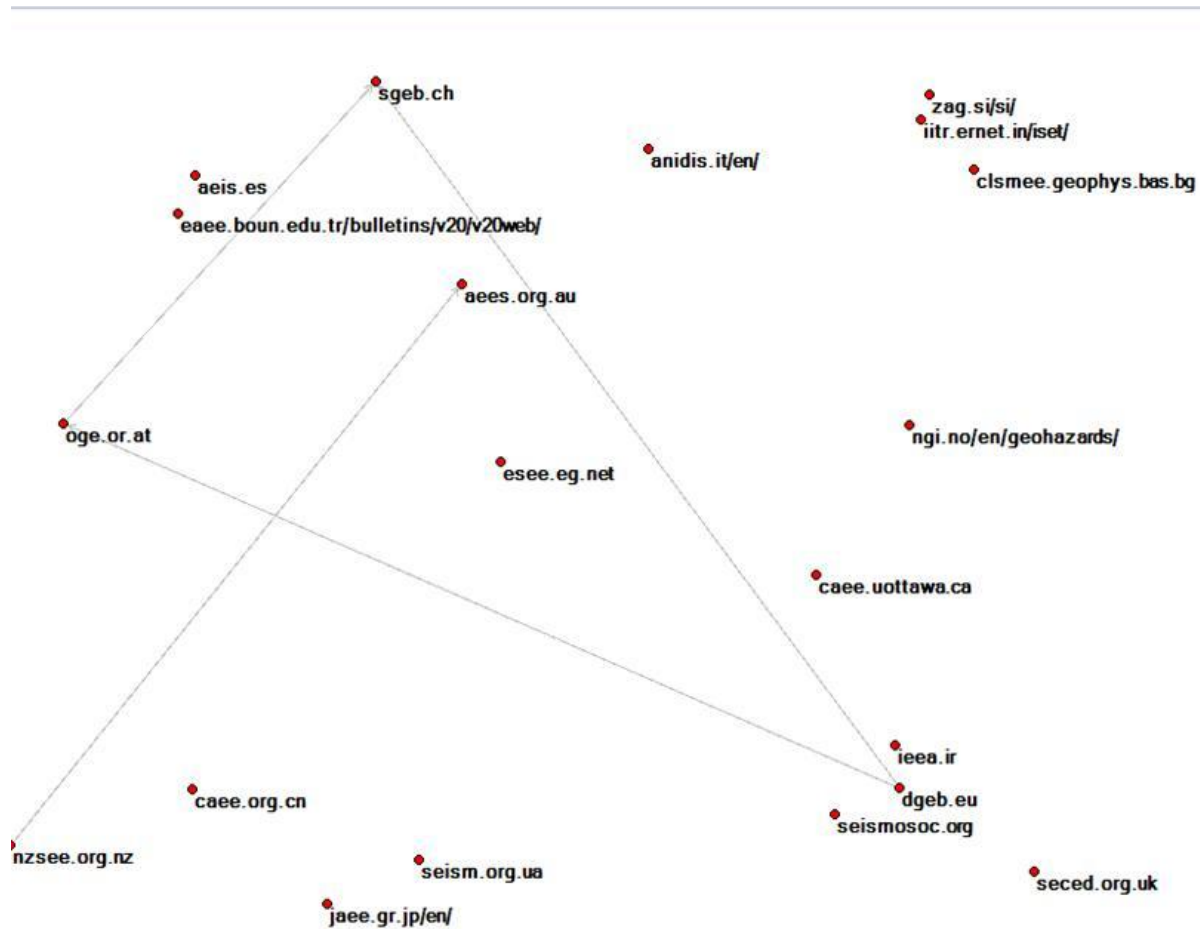 sgeb.ch
zag.si/si/
iitr.ernet.in/iset/
anidis.it/en/
clsmee.geophys.bas.bg
aeis.es
eaee.boun.edu.tr/bulletins/v20/v20web/
aees.org.au
oge.or.at
ngi.no/en/geohazards/
esee.eg.net
caee.uottawa.ca
ieea.ir
caee.org.cn
dgeb.eu
seismosoc.org
nzsee.org.nz
seism.org.ua
seced.org.uk
jaee.gr.jp/en/